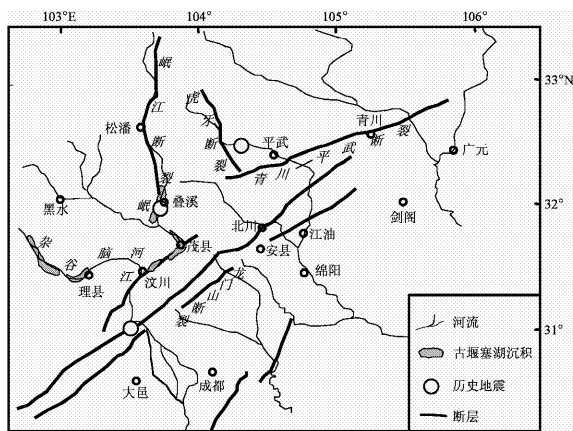 103°E
104°
105°
106°
33°N
32°
31°
岷江断裂
虎牙断裂
青川平武断裂
龙门山断裂
岷江
杂谷脑河
松潘
平武
青川
广元
黑水
叠溪
茂县
北川
安县
江油
剑阁
绵阳
理县
汶川
大邑
成都
河流
古堰塞湖沉积
历史地震
断层